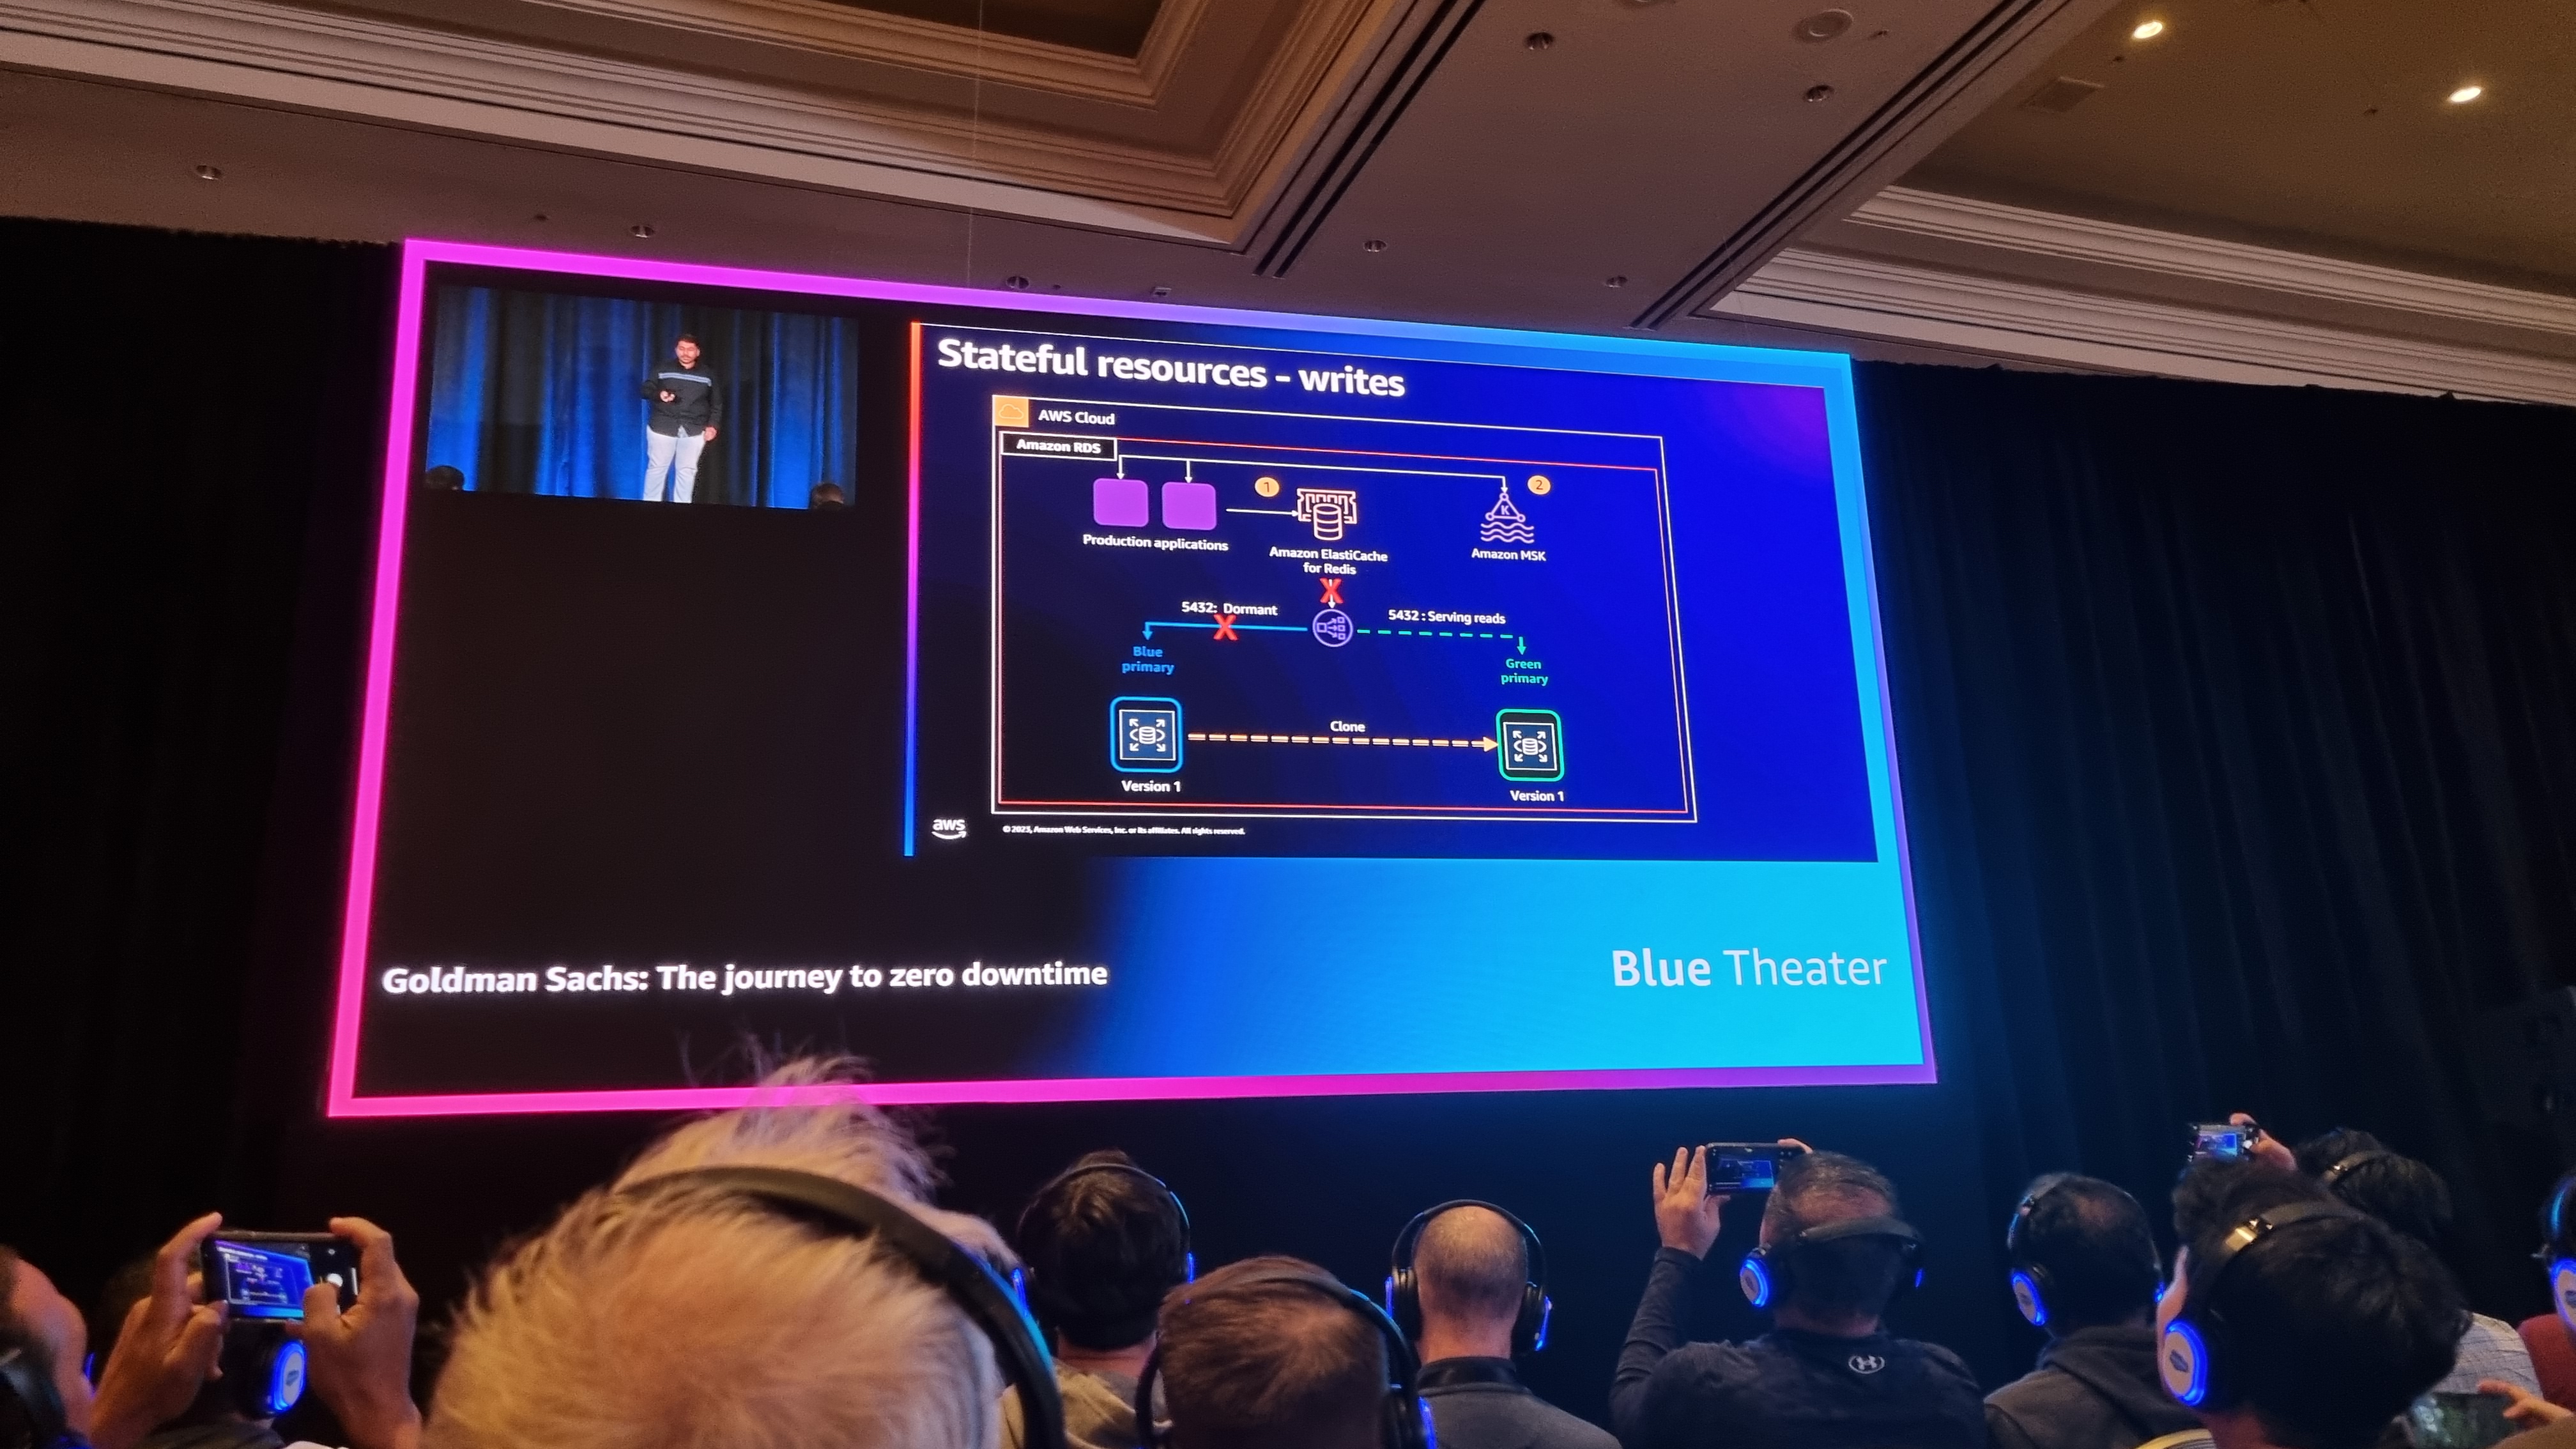 Stateful resources - writes
AWS Cloud
Amazon RDS
1
2
K
Production applications
Amazon ElastiCache
for Redis
Amazon MSK
X
5432: Dormant
X
5432 : Serving reads
Blue
primary
Green
primary
Clone
Version 1
Version 1
aws
© 2023, Amazon Web Services, Inc. or its affiliates. All rights reserved.
Goldman Sachs: The journey to zero downtime
Blue Theater